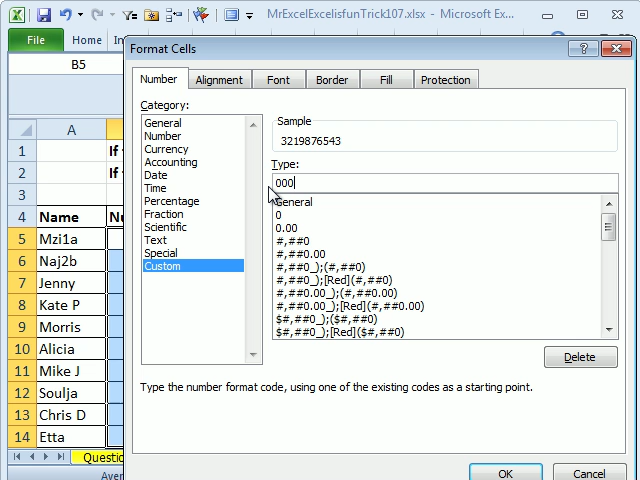 MrExcelExcelisfunTrick107.xlsx - Microsoft Ex...
File Home
B5
A
1 If
2 If
3
4 Name
5 Mzi1a
6 Naj2b
7 Jenny
8 Kate P
9 Morris
10 Alicia
11 Mike J
12 Soulja
13 Chris D
14 Etta
Format Cells
Number Alignment Font Border Fill Protection
Category:
General
Number
Currency
Accounting
Date
Time
Percentage
Fraction
Scientific
Text
Special
Custom
Sample
3219876543
Type:
000
General
0
0.00
#,##0
#,##0.00
#,##0_);(#,##0)
#,##0_);[Red](#,##0)
#,##0.00_);(#,##0.00)
#,##0.00_);[Red](#,##0.00)
$#,##0_);($#,##0)
$#,##0_);[Red]($#,##0)
Delete
Type the number format code, using one of the existing codes as a starting point.
OK Cancel